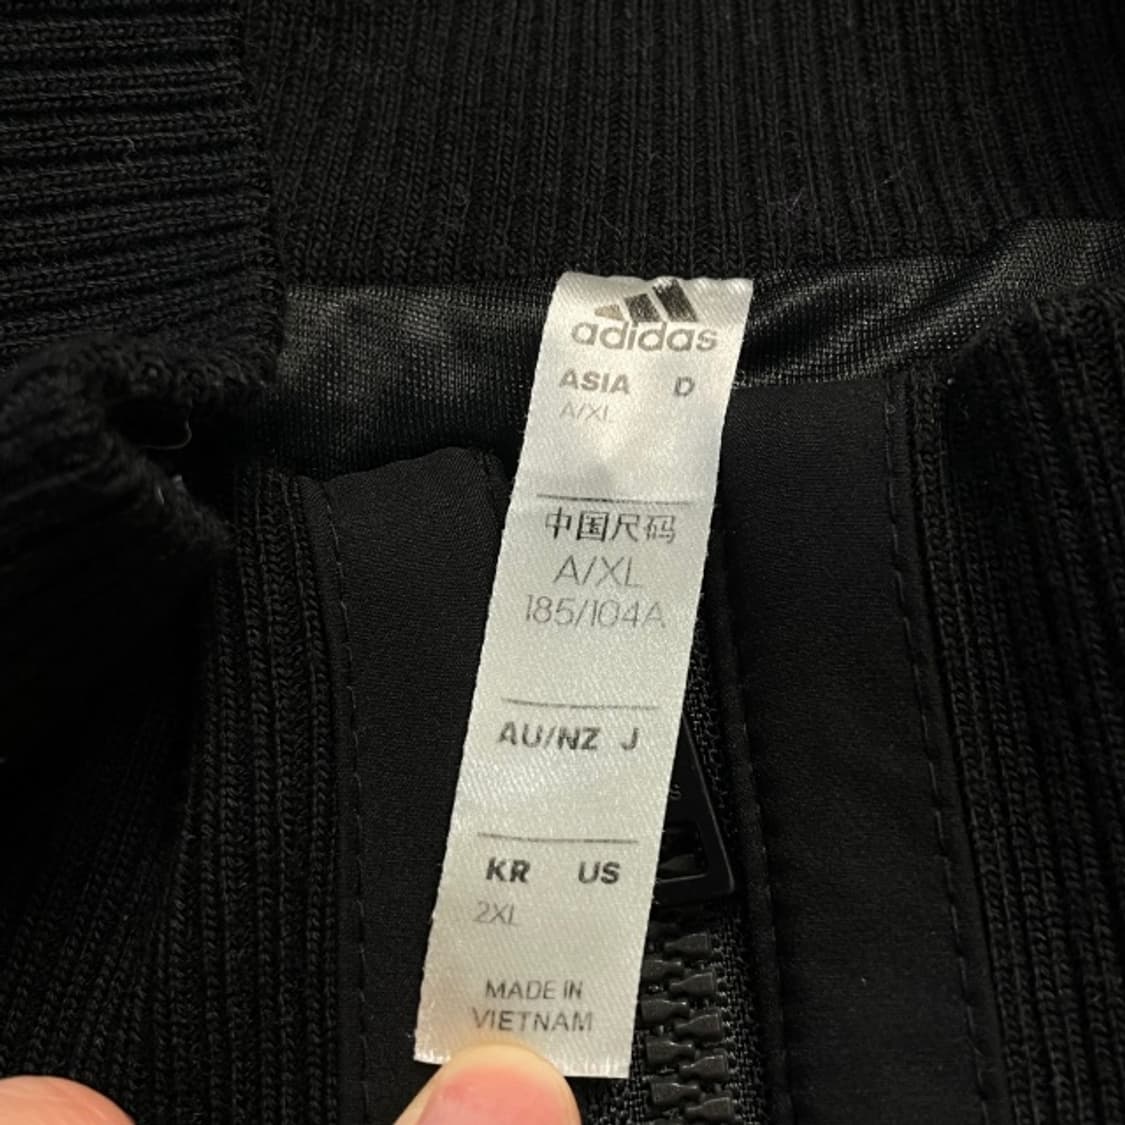 adidas
ASIA D
A/XL
中国尺码
A/XL
185/104A
AU/NZ J
KR US
2XL
MADE IN
VIETNAM